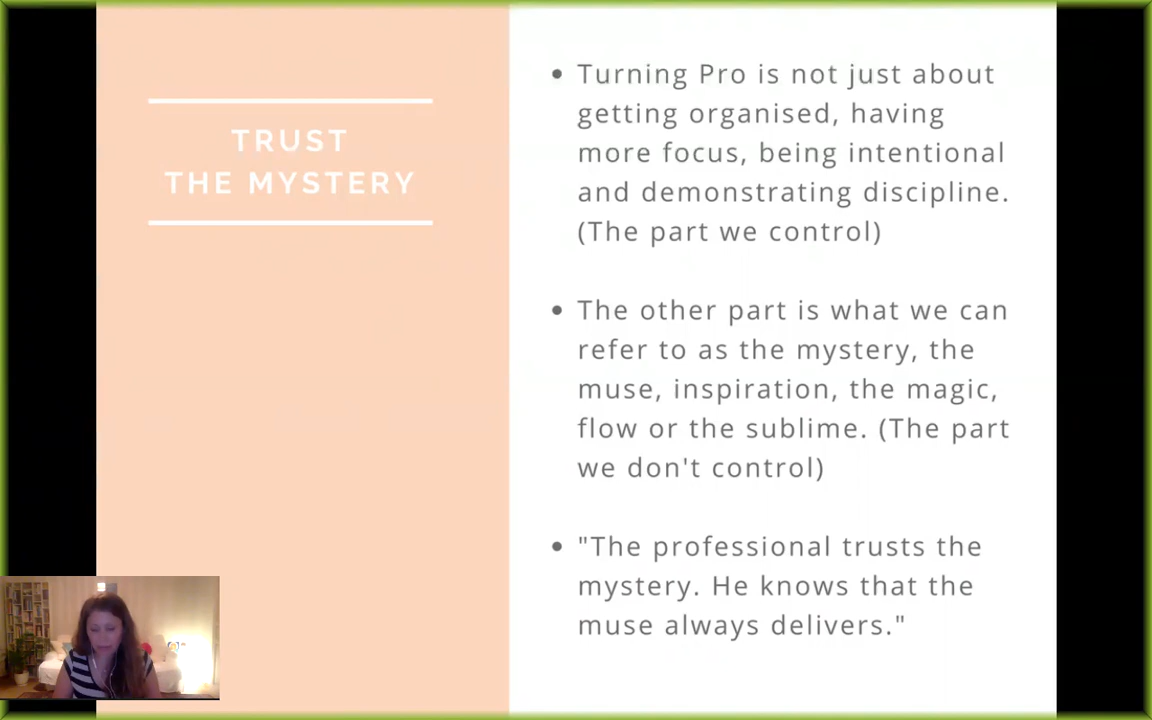 TRUST
THE MYSTERY
• Turning Pro is not just about
getting organised, having
more focus, being intentional
and demonstrating discipline.
(The part we control)
• The other part is what we can
refer to as the mystery, the
muse, inspiration, the magic,
flow or the sublime. (The part
we don't control)
• "The professional trusts the
mystery. He knows that the
muse always delivers."